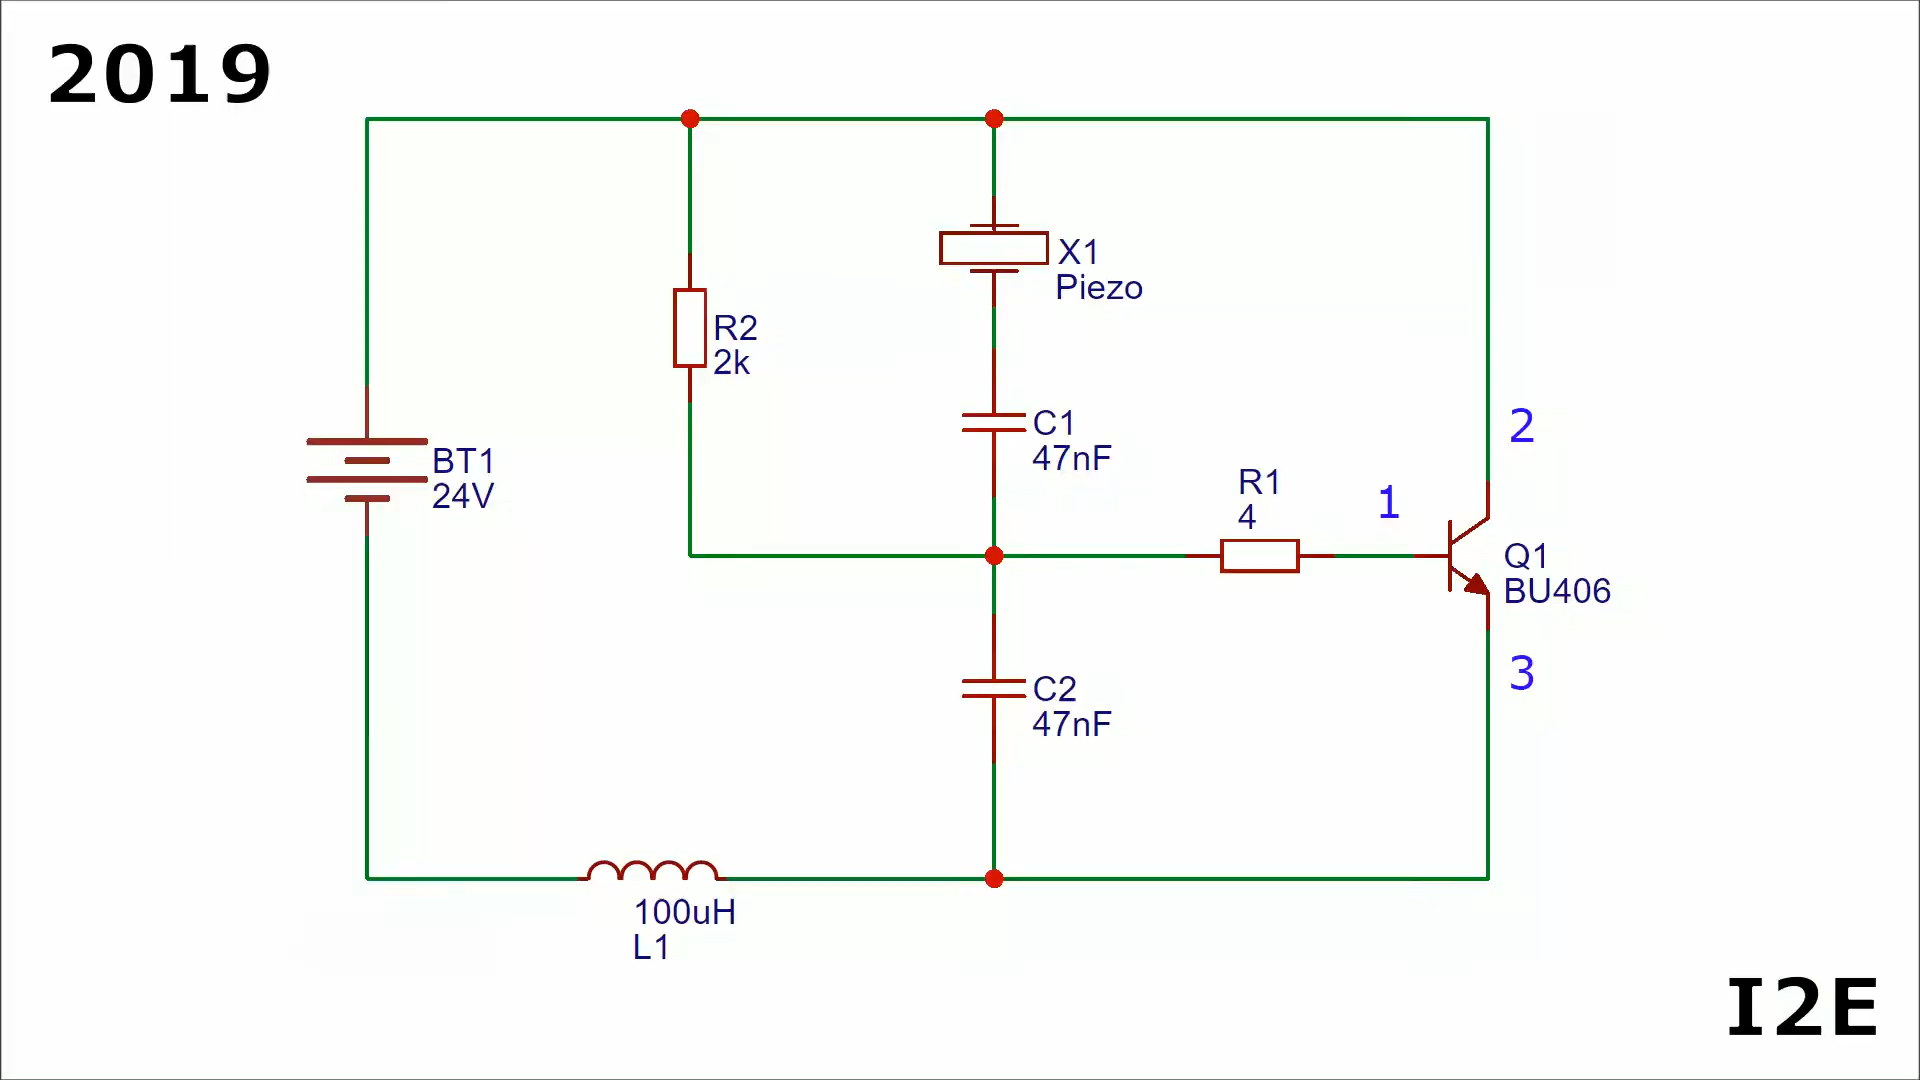 2019
X1
Piezo
R2
2k
C1
47nF
2
BT1
24V
R1
4
1
Q1
BU406
3
C2
47nF
100uH
L1
I2E